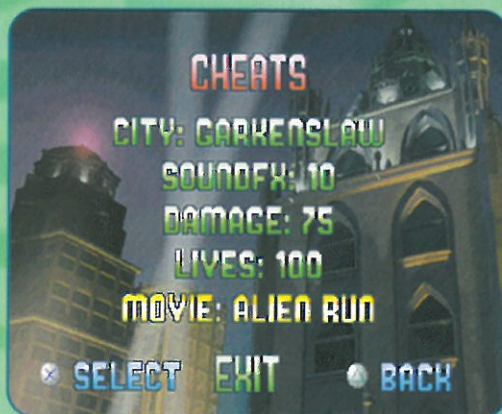 CHEATS
CITY: GARKENSLAW
SOUNDFX: 10
DAMAGE: 75
LIVES: 100
MOVIE: ALIEN RUN
SELECT EXIT BACK